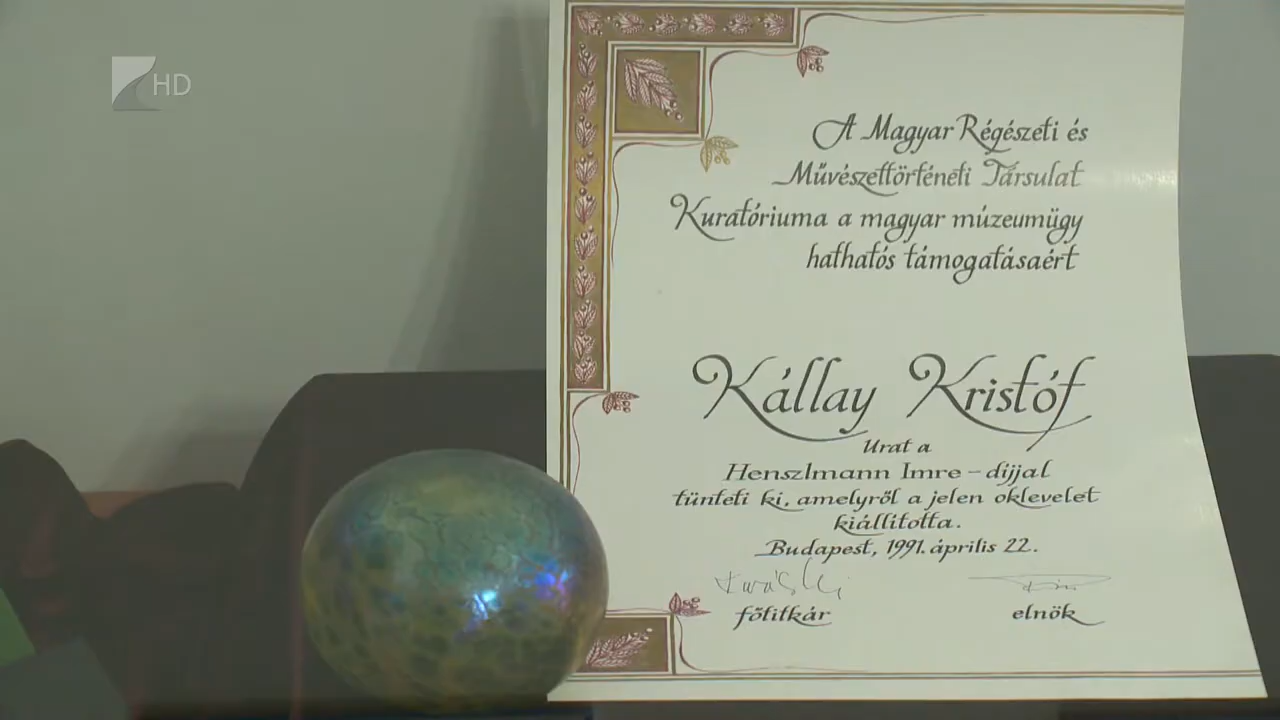 HD
A Magyar Régészeti és
Művészettörténeti Társulat
Kuratóriuma a magyar múzeumügy
hathatós támogatásaért
Kállay Kristóf
Urat a
Henszlmann Imre-díjjal
tünteti ki, amelyről a jelen oklevelet
kiállította.
Budapest, 1991. április 22.
főtitkár elnök